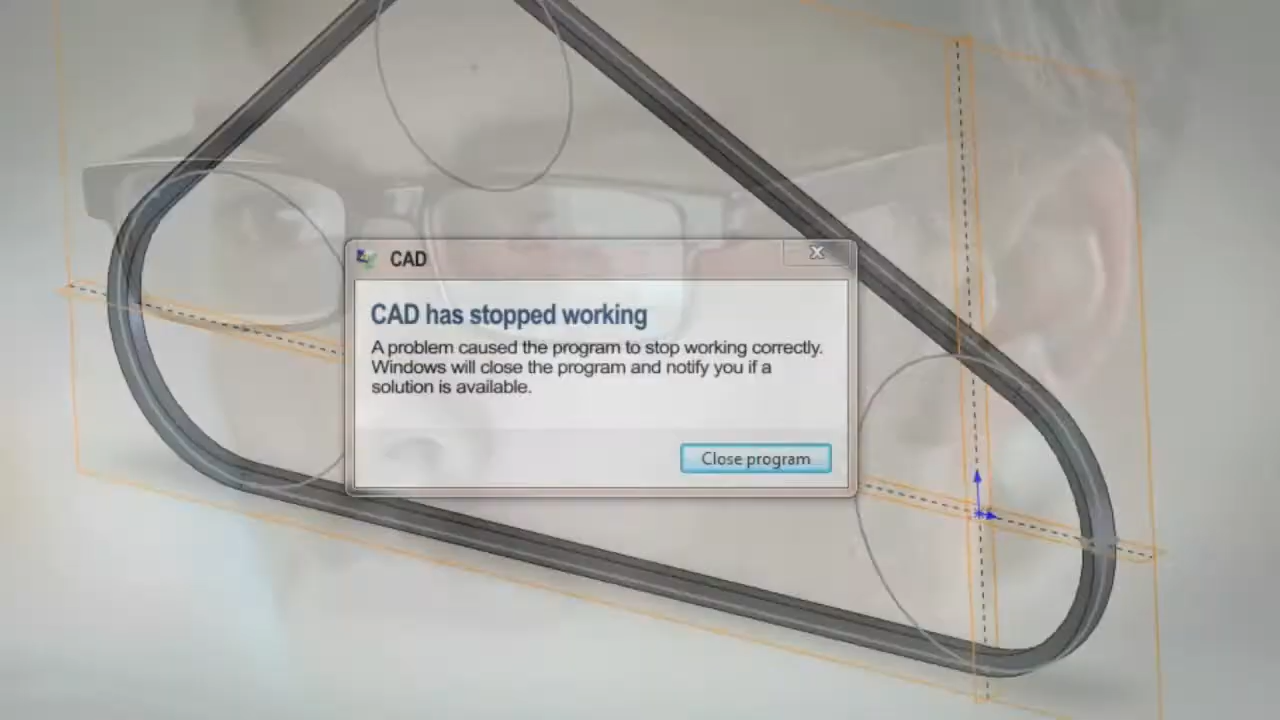 CAD
CAD has stopped working
A problem caused the program to stop working correctly.
Windows will close the program and notify you if a
solution is available.
Close program